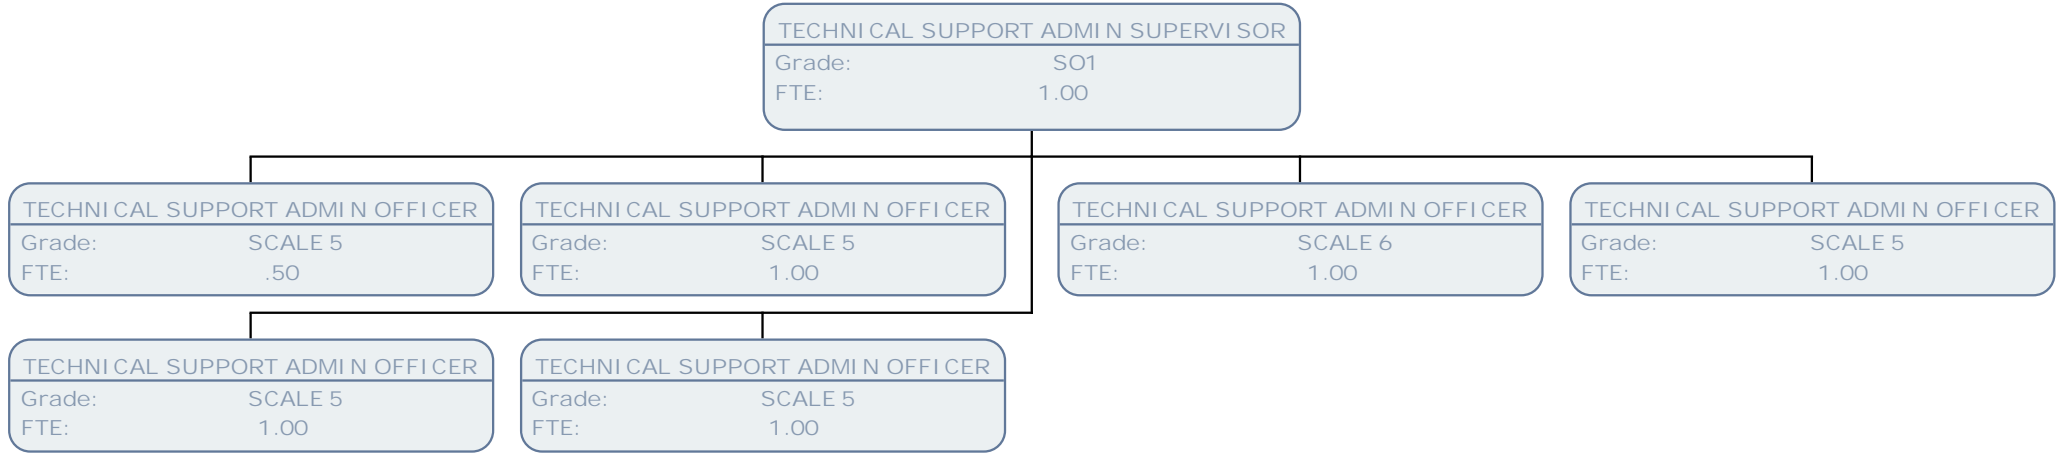 TECHNICAL SUPPORT ADMIN SUPERVISOR
Grade: SO1
FTE: 1.00
TECHNICAL SUPPORT ADMIN OFFICER
Grade: SCALE 5
FTE: .50
TECHNICAL SUPPORT ADMIN OFFICER
Grade: SCALE 5
FTE: 1.00
TECHNICAL SUPPORT ADMIN OFFICER
Grade: SCALE 6
FTE: 1.00
TECHNICAL SUPPORT ADMIN OFFICER
Grade: SCALE 5
FTE: 1.00
TECHNICAL SUPPORT ADMIN OFFICER
Grade: SCALE 5
FTE: 1.00
TECHNICAL SUPPORT ADMIN OFFICER
Grade: SCALE 5
FTE: 1.00